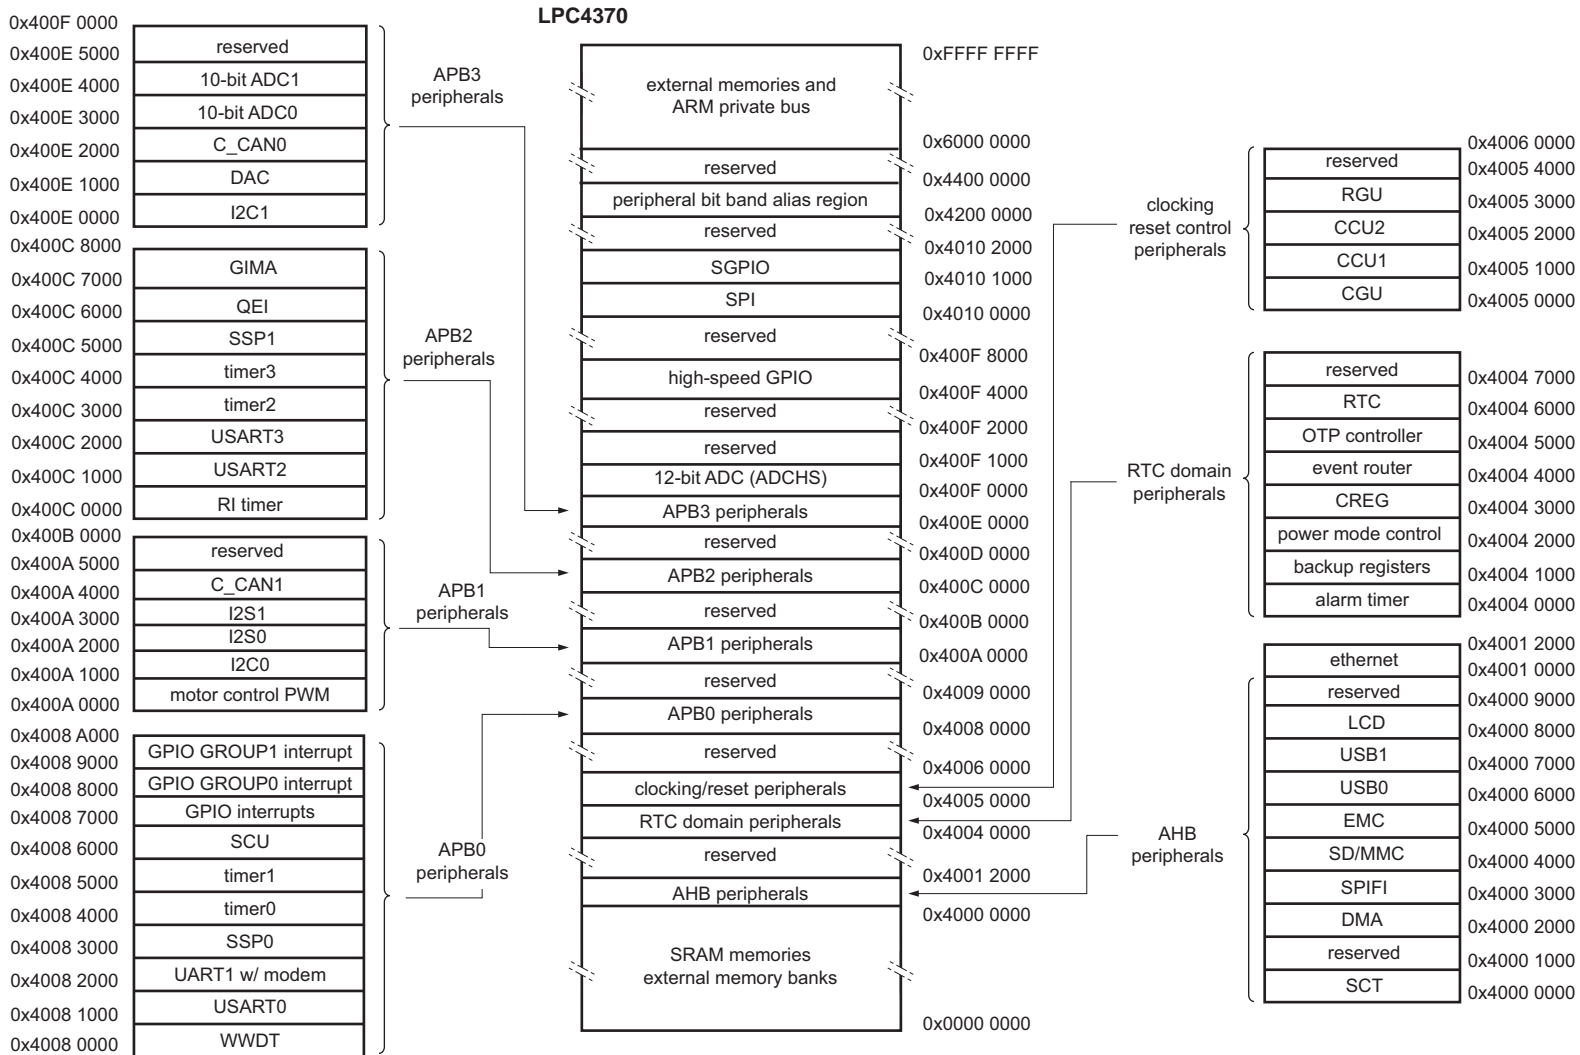 LPC4370
0x400F 0000
reserved
0x400E 5000
10-bit ADC1
0x400E 4000
10-bit ADC0
0x400E 3000
C_CAN0
0x400E 2000
DAC
0x400E 1000
I2C1
0x400E 0000
APB3
peripherals
0x400C 8000
GIMA
0x400C 7000
QEI
0x400C 6000
SSP1
0x400C 5000
timer3
0x400C 4000
timer2
0x400C 3000
USART3
0x400C 2000
USART2
0x400C 1000
RI timer
0x400C 0000
APB2
peripherals
0x400B 0000
reserved
0x400A 5000
C_CAN1
0x400A 4000
I2S1
0x400A 3000
I2S0
0x400A 2000
I2C0
0x400A 1000
motor control PWM
0x400A 0000
APB1
peripherals
0x4008 A000
GPIO GROUP1 interrupt
0x4008 9000
GPIO GROUP0 interrupt
0x4008 8000
GPIO interrupts
0x4008 7000
SCU
0x4008 6000
timer1
0x4008 5000
timer0
0x4008 4000
SSP0
0x4008 3000
UART1 w/ modem
0x4008 2000
USART0
0x4008 1000
WWDT
0x4008 0000
APB0
peripherals
0xFFFF FFFF
external memories and
ARM private bus
0x6000 0000
reserved
0x4400 0000
peripheral bit band alias region
0x4200 0000
reserved
0x4010 2000
SGPIO
0x4010 1000
SPI
0x4010 0000
reserved
0x400F 8000
high-speed GPIO
0x400F 4000
reserved
0x400F 2000
reserved
0x400F 1000
12-bit ADC (ADCHS)
0x400F 0000
APB3 peripherals
0x400E 0000
reserved
0x400D 0000
APB2 peripherals
0x400C 0000
reserved
0x400B 0000
APB1 peripherals
0x400A 0000
reserved
0x4009 0000
APB0 peripherals
0x4008 0000
reserved
0x4006 0000
clocking/reset peripherals
0x4005 0000
RTC domain peripherals
0x4004 0000
reserved
0x4001 2000
AHB peripherals
0x4000 0000
SRAM memories
external memory banks
0x0000 0000
clocking
reset control
peripherals
0x4006 0000
reserved
0x4005 4000
RGU
0x4005 3000
CCU2
0x4005 2000
CCU1
0x4005 1000
CGU
0x4005 0000
RTC domain
peripherals
reserved
0x4004 7000
RTC
0x4004 6000
OTP controller
0x4004 5000
event router
0x4004 4000
CREG
0x4004 3000
power mode control
0x4004 2000
backup registers
0x4004 1000
alarm timer
0x4004 0000
AHB
peripherals
0x4001 2000
ethernet
0x4001 0000
reserved
0x4000 9000
LCD
0x4000 8000
USB1
0x4000 7000
USB0
0x4000 6000
EMC
0x4000 5000
SD/MMC
0x4000 4000
SPIFI
0x4000 3000
DMA
0x4000 2000
reserved
0x4000 1000
SCT
0x4000 0000